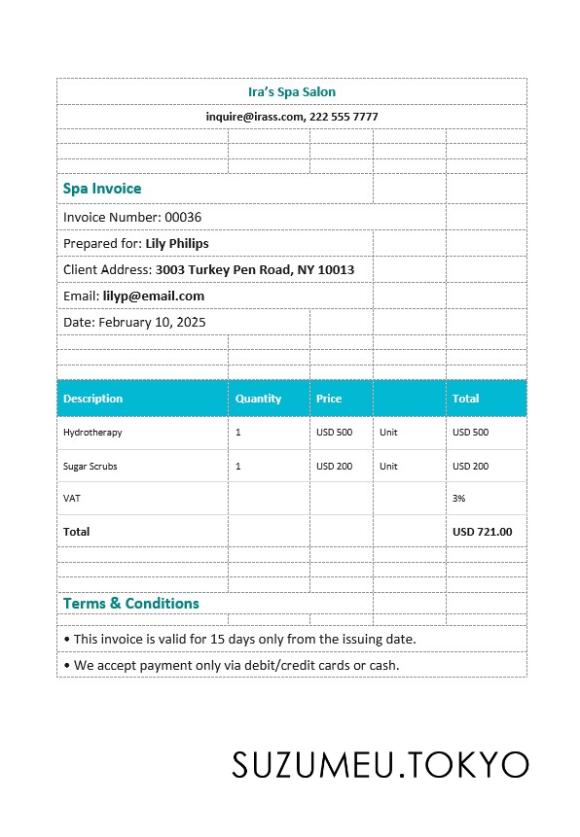 Ira's Spa Salon
inquire@irass.com, 222 555 7777
Spa Invoice
Invoice Number: 00036
Prepared for: Lily Philips
Client Address: 3003 Turkey Pen Road, NY 10013
Email: lilyp@email.com
Date: February 10, 2025
Description Quantity Price Total
Hydrotherapy 1 USD 500 Unit USD 500
Sugar Scrubs 1 USD 200 Unit USD 200
VAT 3%
Total USD 721.00
Terms & Conditions
• This invoice is valid for 15 days only from the issuing date.
• We accept payment only via debit/credit cards or cash.
SUZUMEU.TOKYO